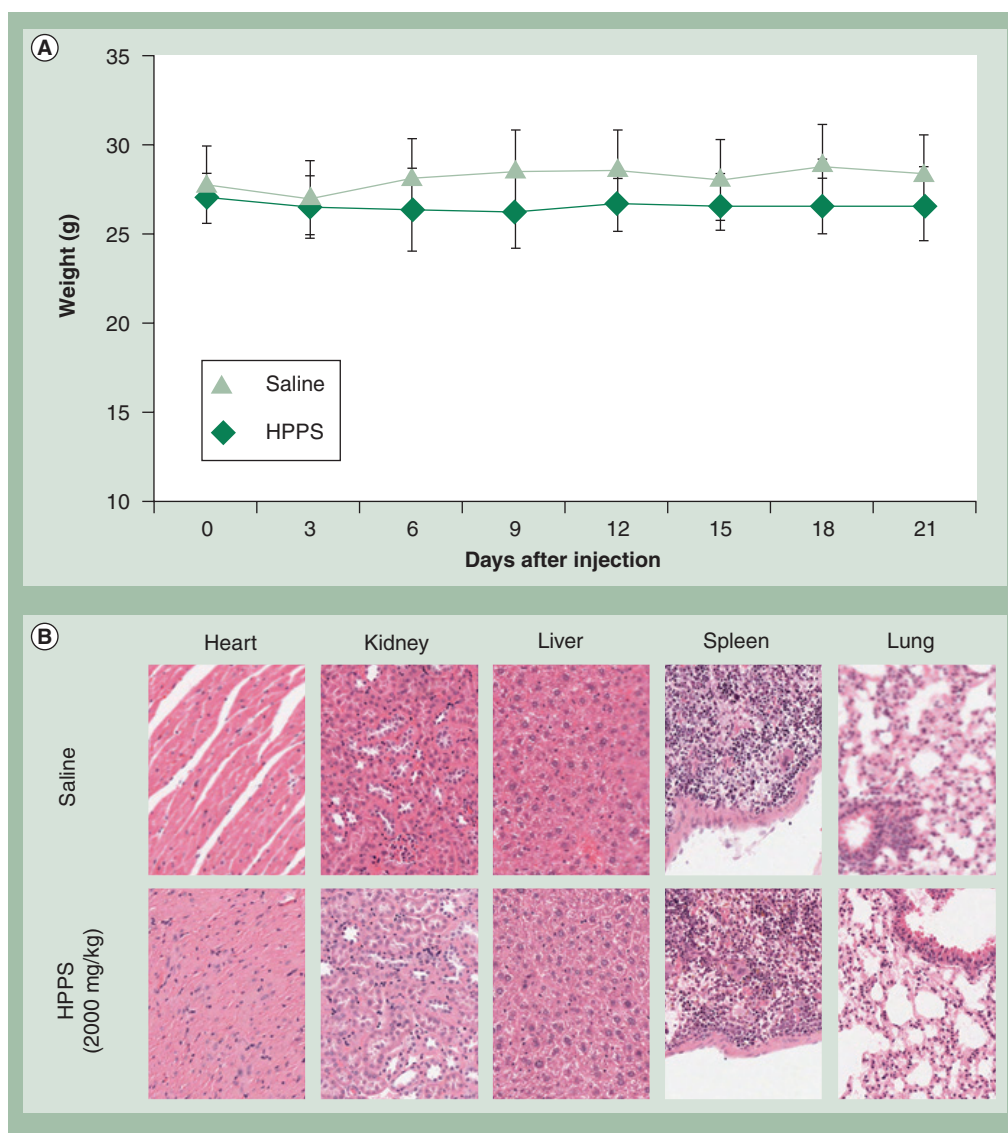 A
35
30
25
20
15
10
Weight (g)
Saline
HPPS
0 3 6 9 12 15 18 21
Days after injection
B
Heart Kidney Liver Spleen Lung
Saline
HPPS
(2000 mg/kg)